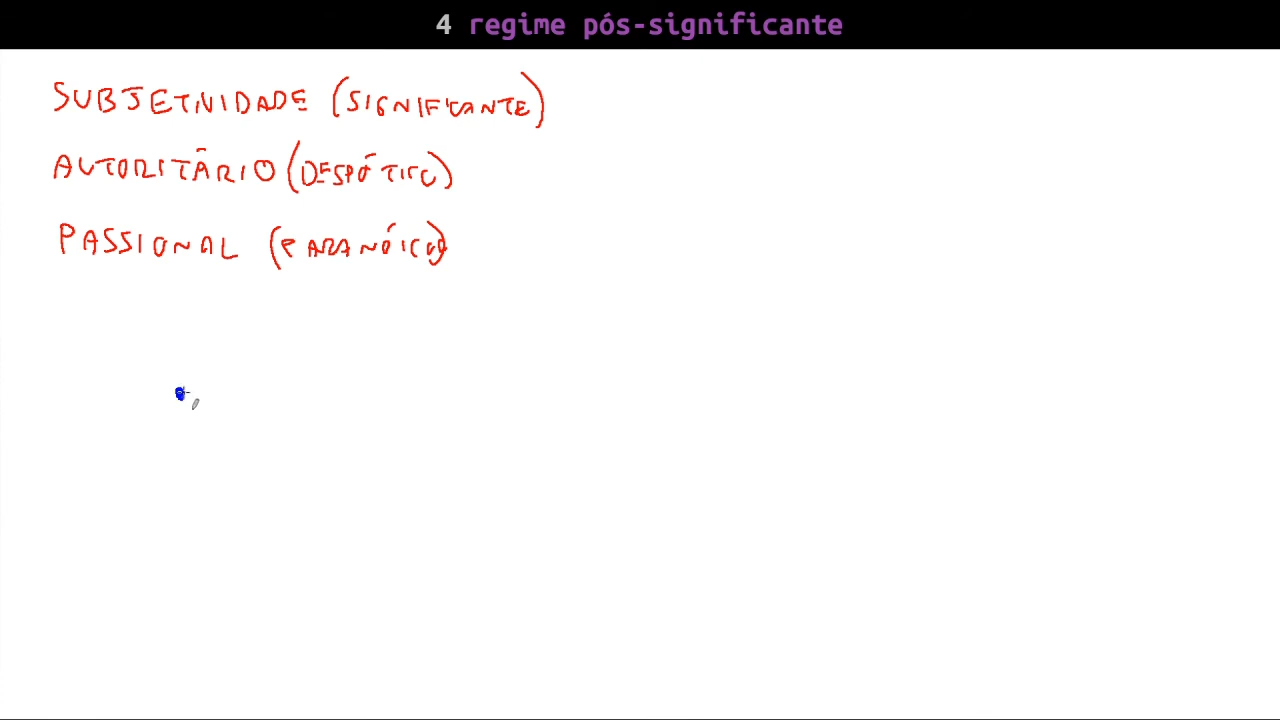 4 regime pós-significante
SUBJETIVIDADE (SIGNIFICANTE)
AUTORITÁRIO (DESPÓTICO)
PASSIONAL (PARANÓICO)